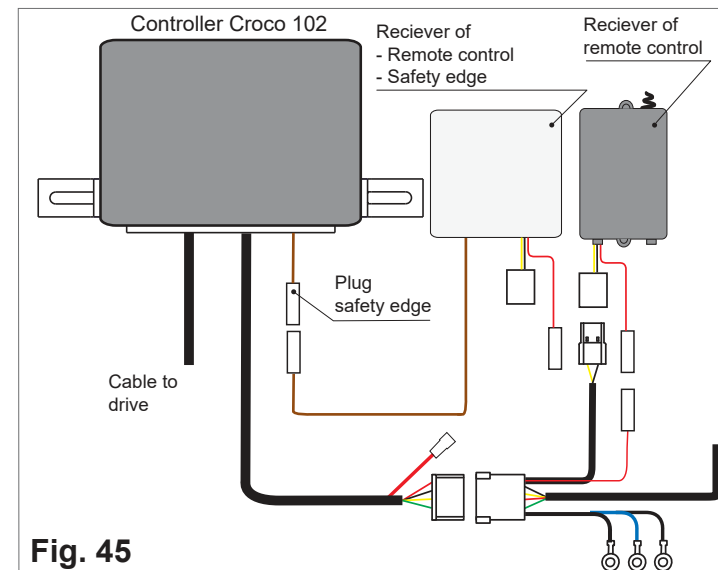 Controller Croco 102
Reciever of
- Remote control
- Safety edge
Reciever of
remote control
Plug
safety edge
Cable to
drive
Fig. 45